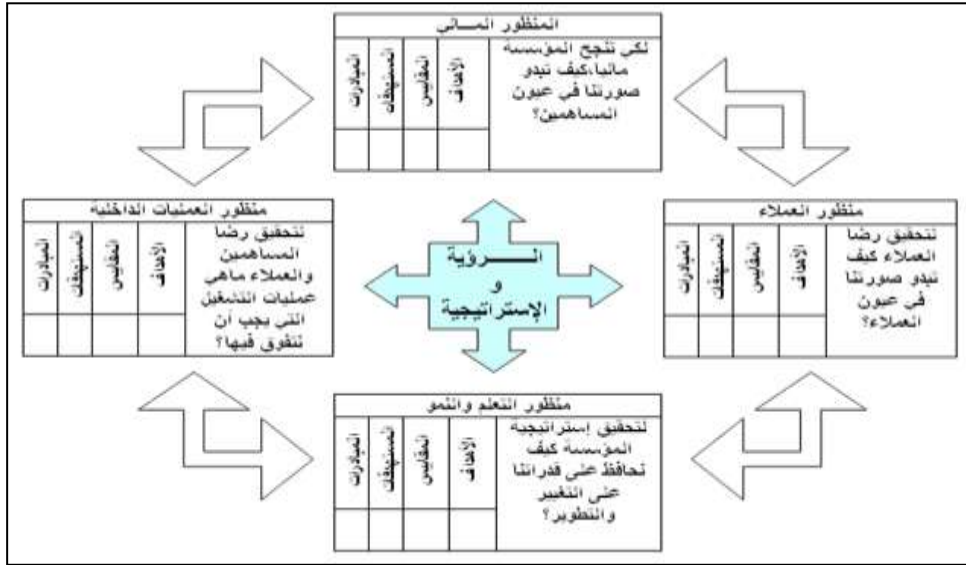 المنظور المـــالي
لكي تنجح المؤسسة
ماليا،كيف تبدو
صورتنا في عيون
المساهمين؟
الأهداف
المقاييس
المستهدفات
المبادرات
منظور العملاء
لتحقيق رضا
العملاء كيف
تبدو صورتنا
في عيون
العملاء؟
الأهداف
المقاييس
المستهدفات
المبادرات
الـــــرؤية
و
الإستراتيجية
منظور العمليات الداخلية
لتحقيق رضا
المساهمين
والعملاء ماهي
عمليات التشغيل
التي يجب أن
نتفوق فيها؟
الأهداف
المقاييس
المستهدفات
المبادرات
منظور التعلم والنمو
لتحقيق إستراتيجية
المؤسسة كيف
نحافظ على قدراتنا
على التغيير
والتطوير؟
الأهداف
المقاييس
المستهدفات
المبادرات